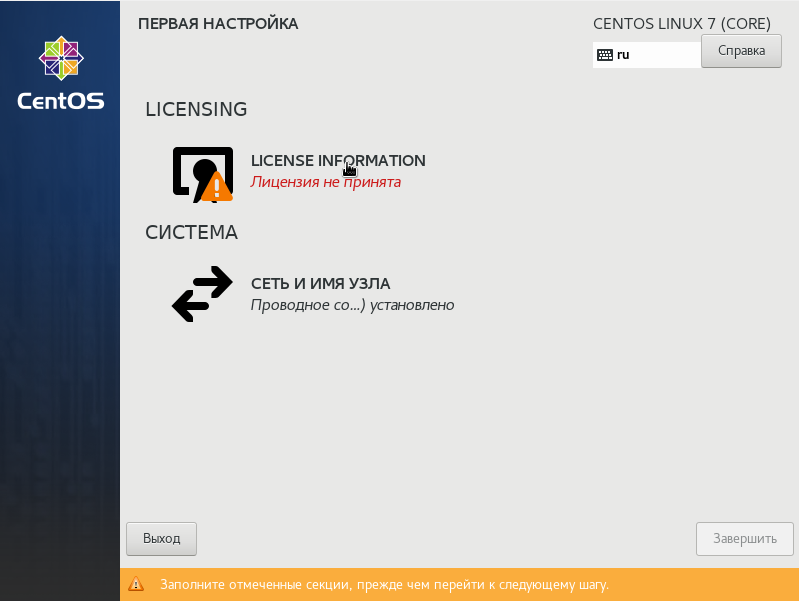 ПЕРВАЯ НАСТРОЙКА
CENTOS LINUX 7 (CORE)
ru
Справка
CentOS
LICENSING
LICENSE INFORMATION
Лицензия не принята
СИСТЕМА
СЕТЬ И ИМЯ УЗЛА
Проводное со...) установлено
Выход
Завершить
Заполните отмеченные секции, прежде чем перейти к следующему шагу.